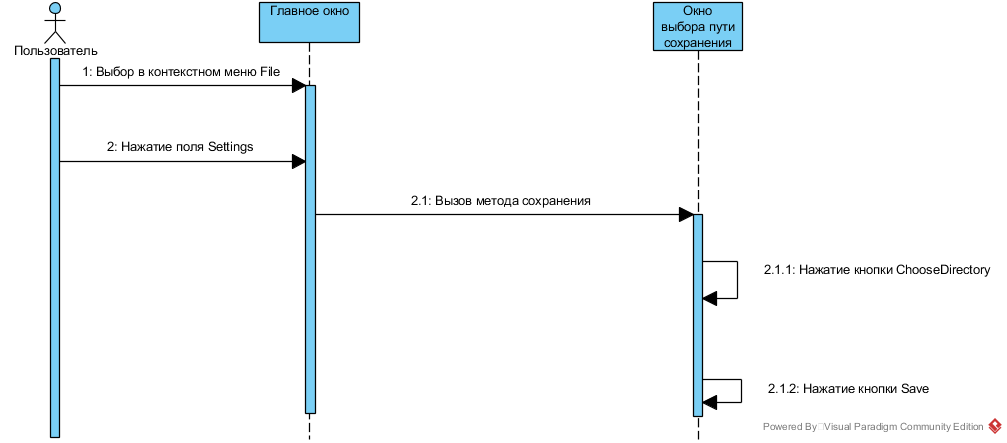 Пользователь
Главное окно
Окно
выбора пути
сохранения
1: Выбор в контекстном меню File
2: Нажатие поля Settings
2.1: Вызов метода сохранения
2.1.1: Нажатие кнопки ChooseDirectory
2.1.2: Нажатие кнопки Save
Powered By Visual Paradigm Community Edition